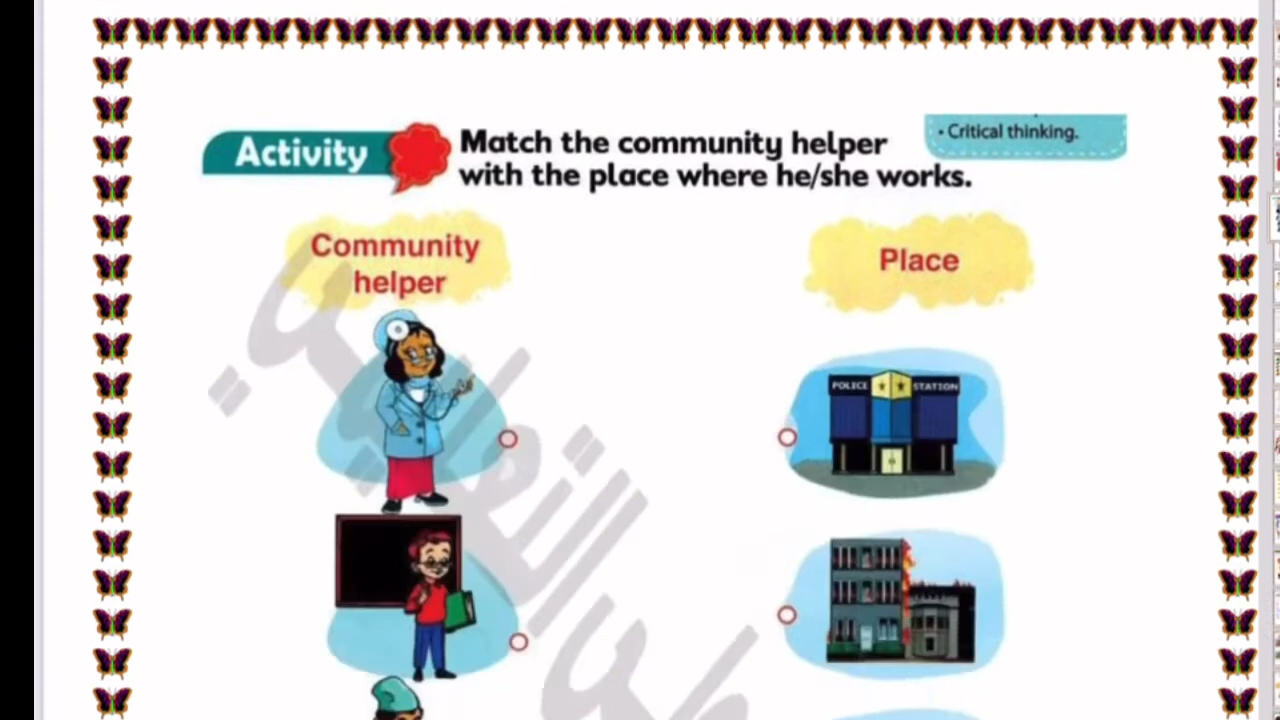 • Critical thinking.
Activity
Match the community helper
with the place where he/she works.
Community
helper
Place
POLICE STATION